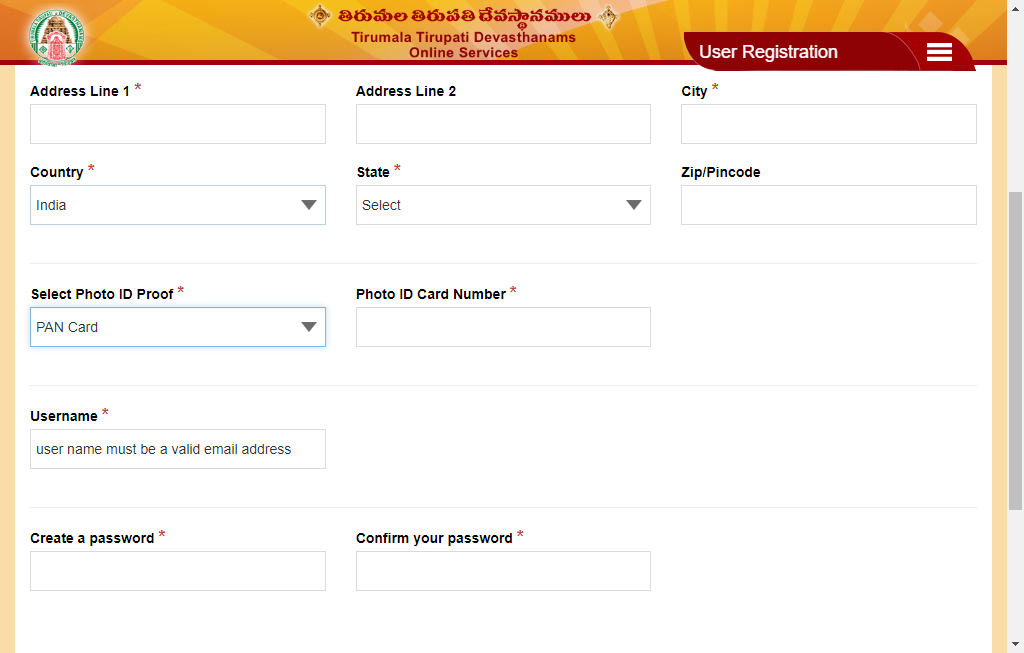 తిరుమల తిరుపతి దేవస్థానములు
Tirumala Tirupati Devasthanams
Online Services
User Registration
Address Line 1 *
Address Line 2
City *
Country *
State *
Zip/Pincode
India
Select
Select Photo ID Proof *
Photo ID Card Number *
PAN Card
Username *
user name must be a valid email address
Create a password *
Confirm your password *